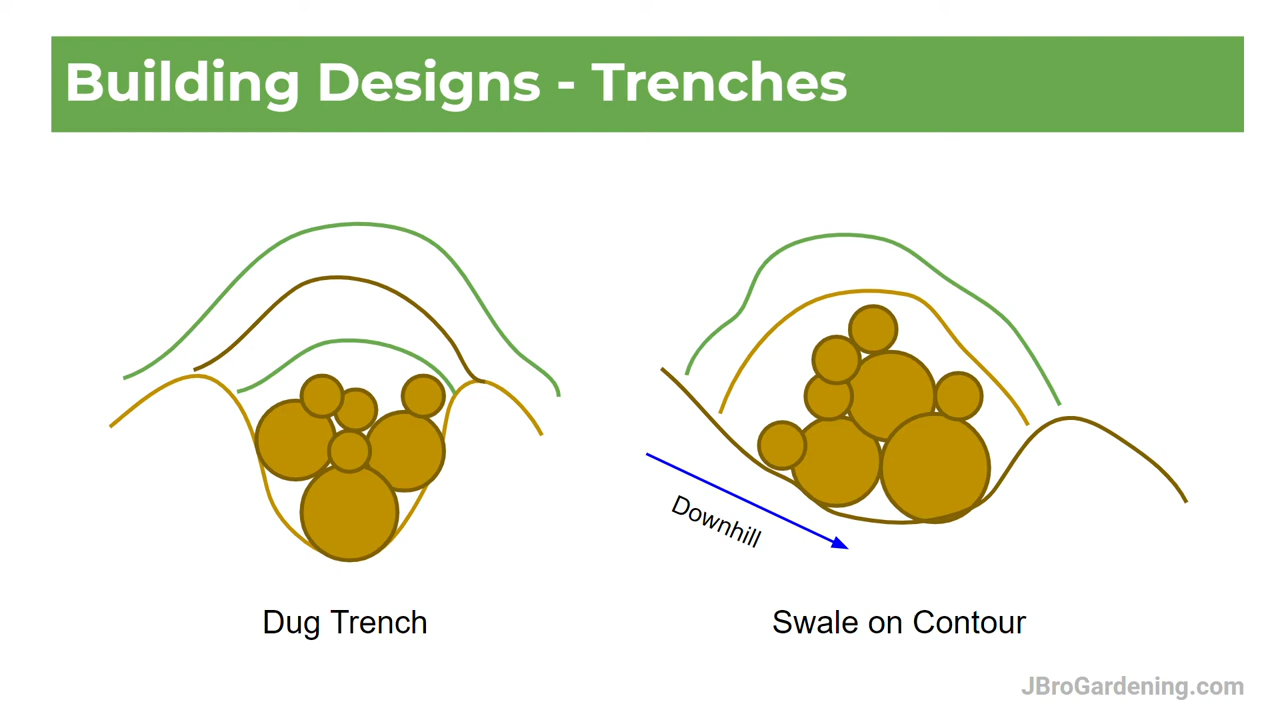 Building Designs - Trenches
Downhill
Dug Trench
Swale on Contour
JBroGardening.com